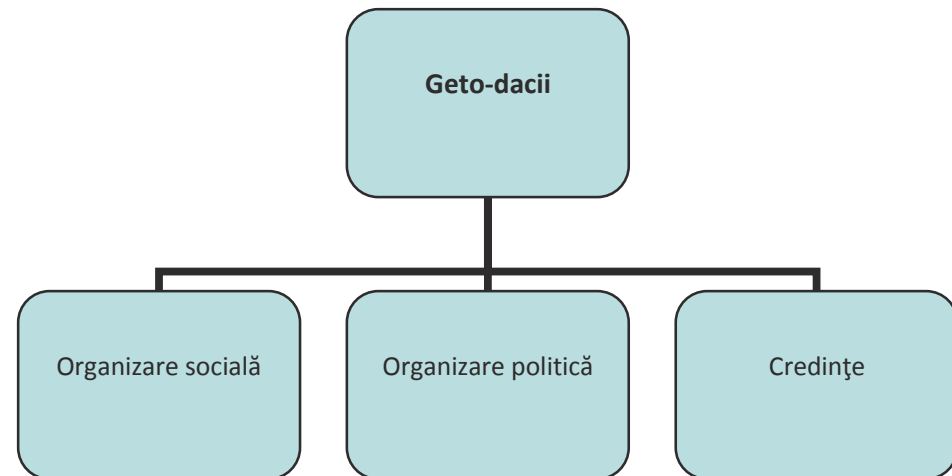 Geto-dacii
Organizare socială
Organizare politică
Credinţe